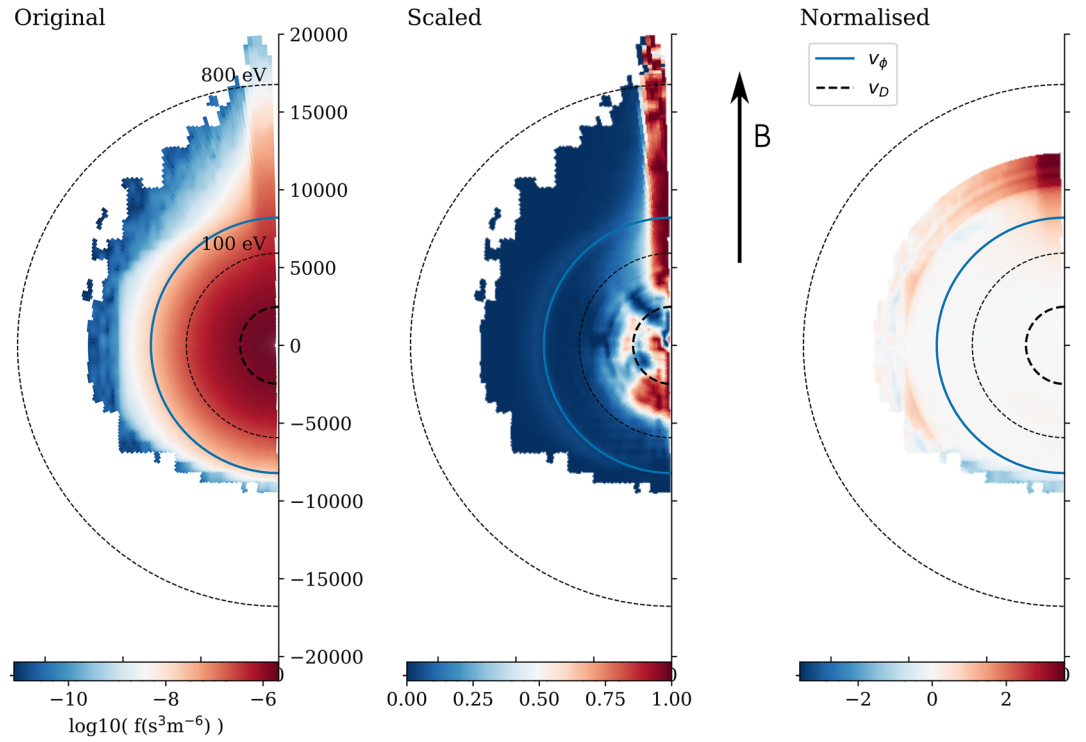 Original
Scaled
Normalised
20000
15000
10000
5000
0
−5000
−10000
−15000
−20000
800 eV
100 eV
B
v_ϕ
v_D
−10 −8 −6
0.00 0.25 0.50 0.75 1.00
−2 0 2
log10( f(s³m⁻⁶) )